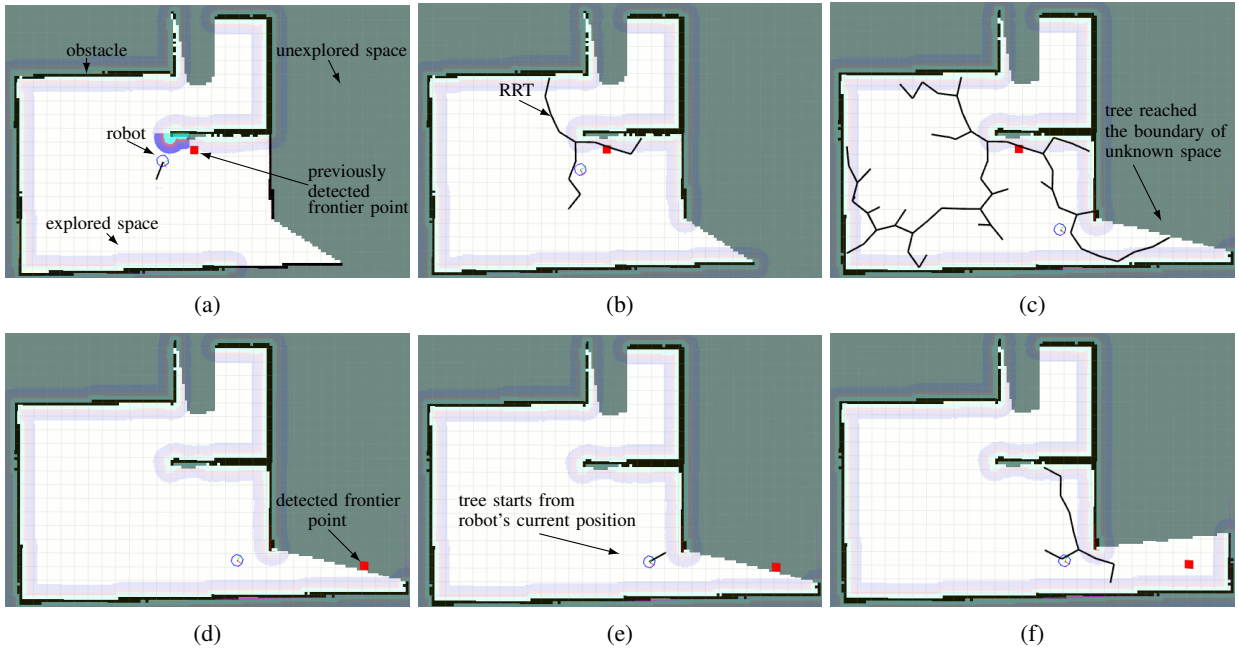 obstacle
unexplored space
robot
previously
detected
frontier point
explored space
(a)
RRT
(b)
tree reached
the boundary of
unknown space
(c)
detected frontier
point
(d)
tree starts from
robot's current position
(e)
(f)